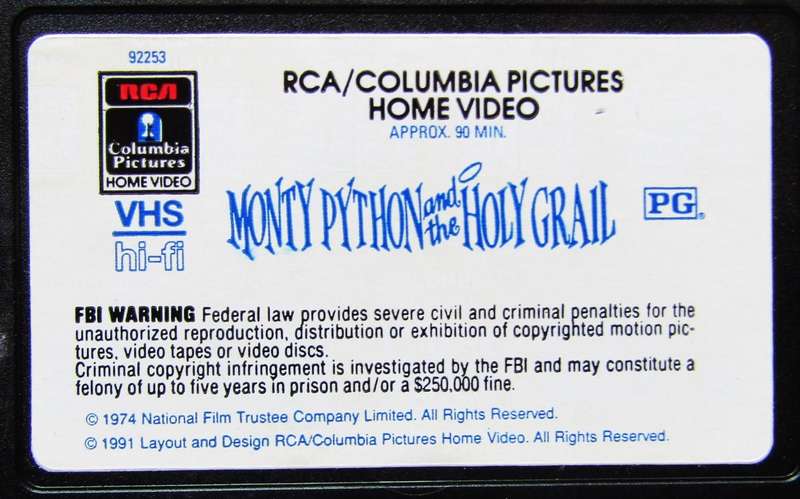 92253
RCA
Columbia
Pictures
HOME VIDEO
VHS
hi-fi
RCA/COLUMBIA PICTURES
HOME VIDEO
APPROX. 90 MIN.
MONTY PYTHON and the HOLY GRAIL
PG®
FBI WARNING Federal law provides severe civil and criminal penalties for the
unauthorized reproduction, distribution or exhibition of copyrighted motion pic-
tures, video tapes or video discs.
Criminal copyright infringement is investigated by the FBI and may constitute a
felony of up to five years in prison and/or a $250,000 fine.
© 1974 National Film Trustee Company Limited. All Rights Reserved.
© 1991 Layout and Design RCA/Columbia Pictures Home Video. All Rights Reserved.